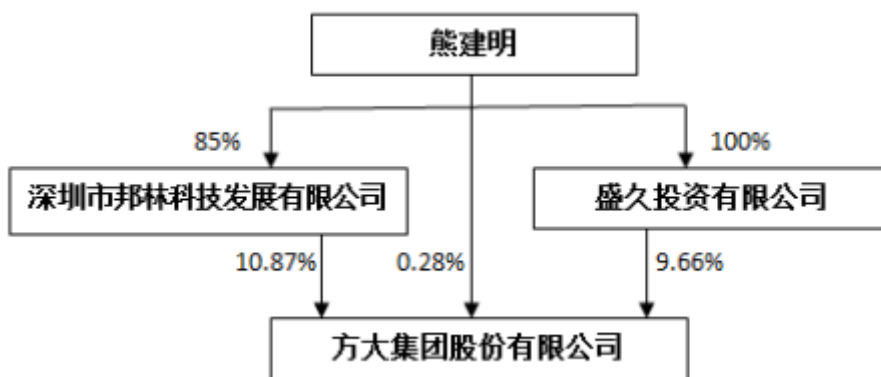 熊建明
85%
100%
深圳市邦林科技发展有限公司
盛久投资有限公司
10.87%
0.28%
9.66%
方大集团股份有限公司